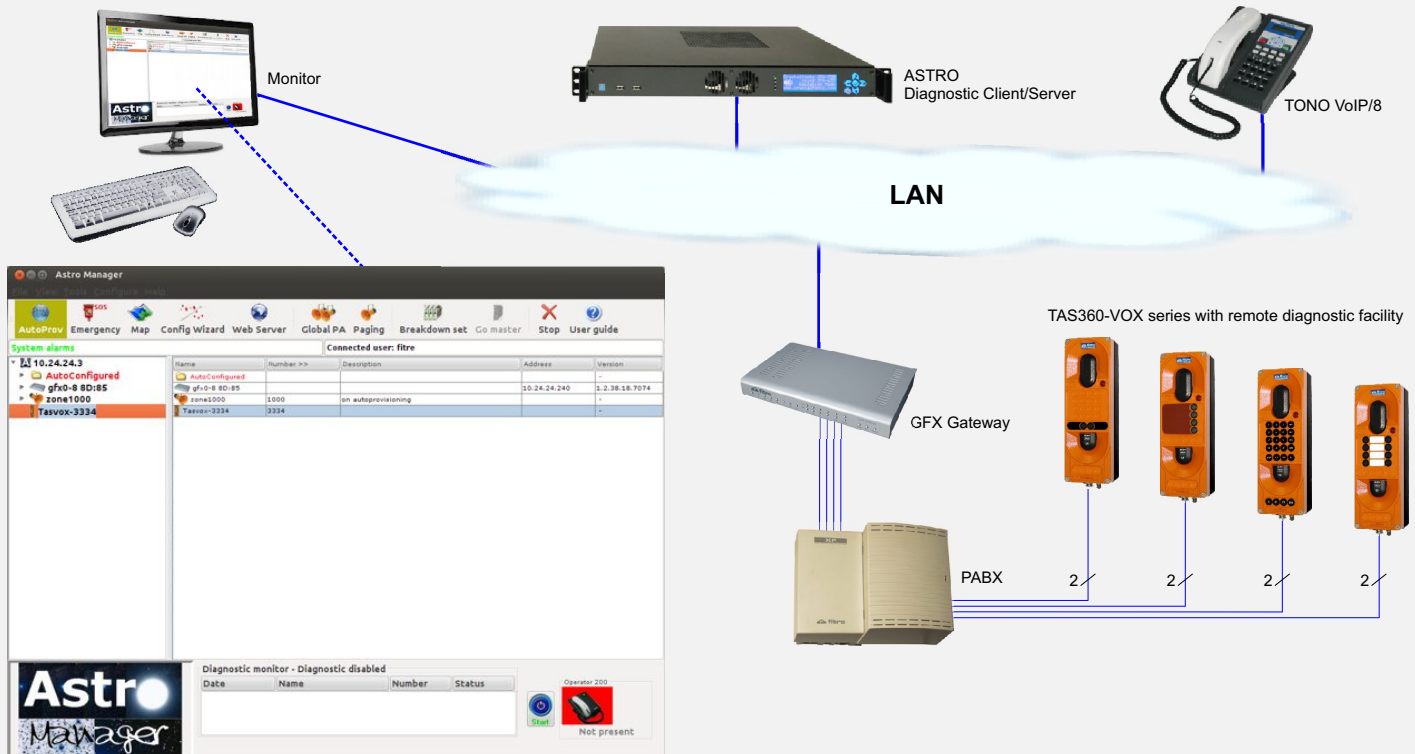 Monitor
ASTRO
Diagnostic Client/Server
TONO VoIP/8
LAN
Astro
Manager
Astro Manager
File View Tools Configure Help
AutoProv Emergency Map Config Wizard Web Server Global PA Paging Breakdown set Go master Stop User guide
SOS
System alarms
Connected user: fitre
10.24.24.3
AutoConfigured
gfx0-8 8D:85
zone1000
Tasvox-3334
Name Number >> Description Address Version
AutoConfigured -
gfx0-8 8D:85 10.24.24.240 1.2.38.18.7074
zone1000 1000 on autoprovisioning -
Tasvox-3334 3334 -
TAS360-VOX series with remote diagnostic facility
GFX Gateway
PABX
2
2
2
2
Diagnostic monitor - Diagnostic disabled
Date Name Number Status
Start
Operator 200
Not present
Astro
Manager